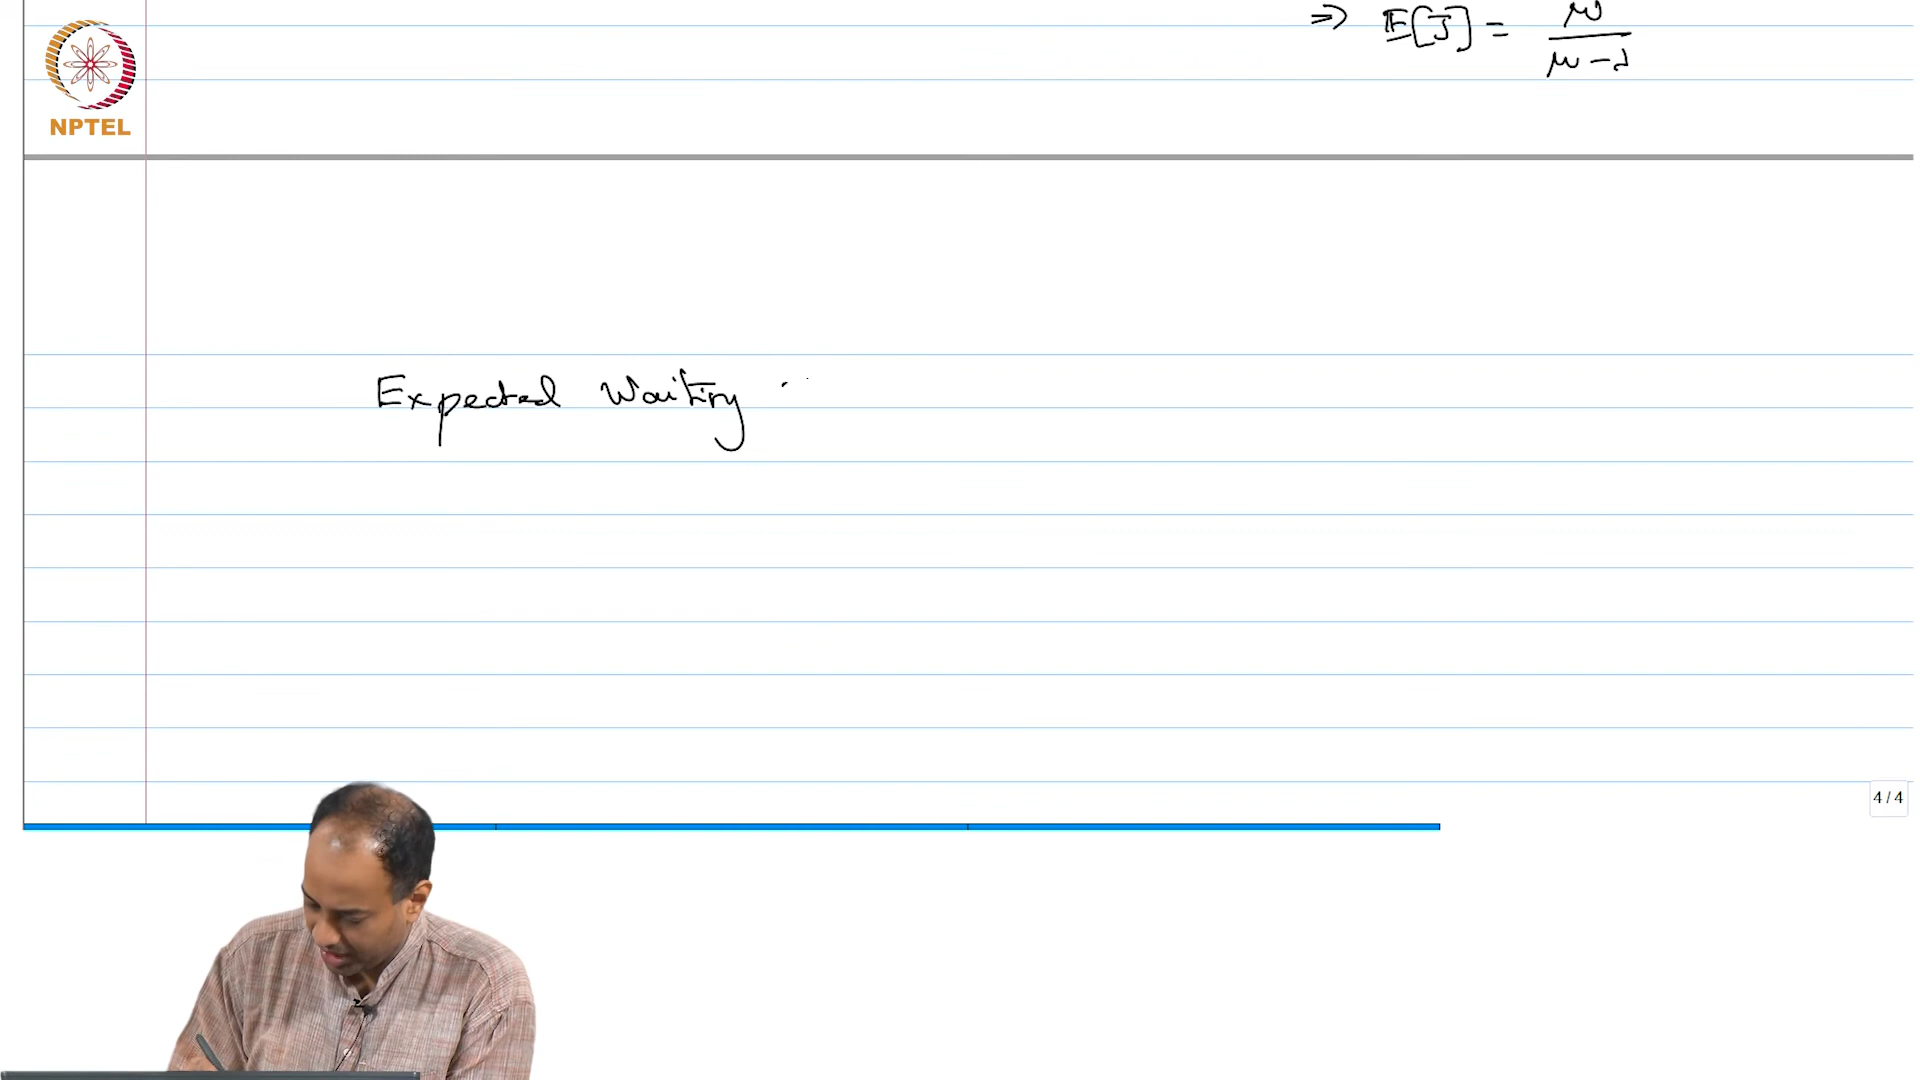 ⇒ E[J] = μ / (μ - λ)
NPTEL
Expected Waiting
4 / 4